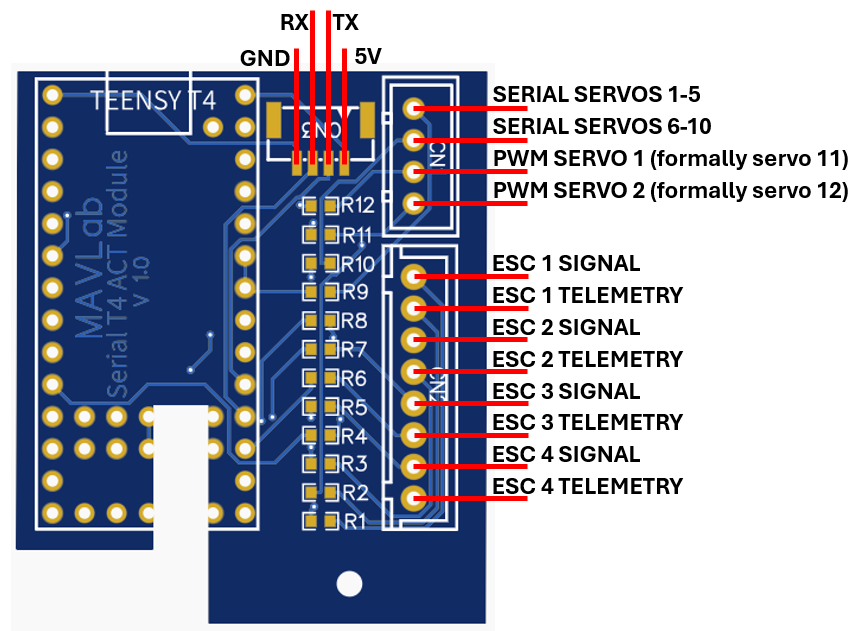 RX TX
GND 5V
TEENSY T4
CN3
CN
SERIAL SERVOS 1-5
SERIAL SERVOS 6-10
PWM SERVO 1 (formally servo 11)
PWM SERVO 2 (formally servo 12)
MAVLab
Serial T4 ACT Module
V 1.0
R12
R11
R10
R9
R8
R7
R6
R5
R4
R3
R2
R1
CN2
ESC 1 SIGNAL
ESC 1 TELEMETRY
ESC 2 SIGNAL
ESC 2 TELEMETRY
ESC 3 SIGNAL
ESC 3 TELEMETRY
ESC 4 SIGNAL
ESC 4 TELEMETRY